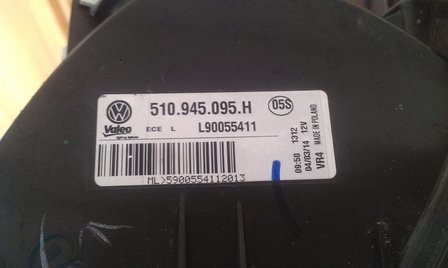 510.945.095.H
05S
Valeo
ECE L L90055411
09:50 1312
04/03/14 12V
VR4 MADE IN POLAND
ML>5900554112013